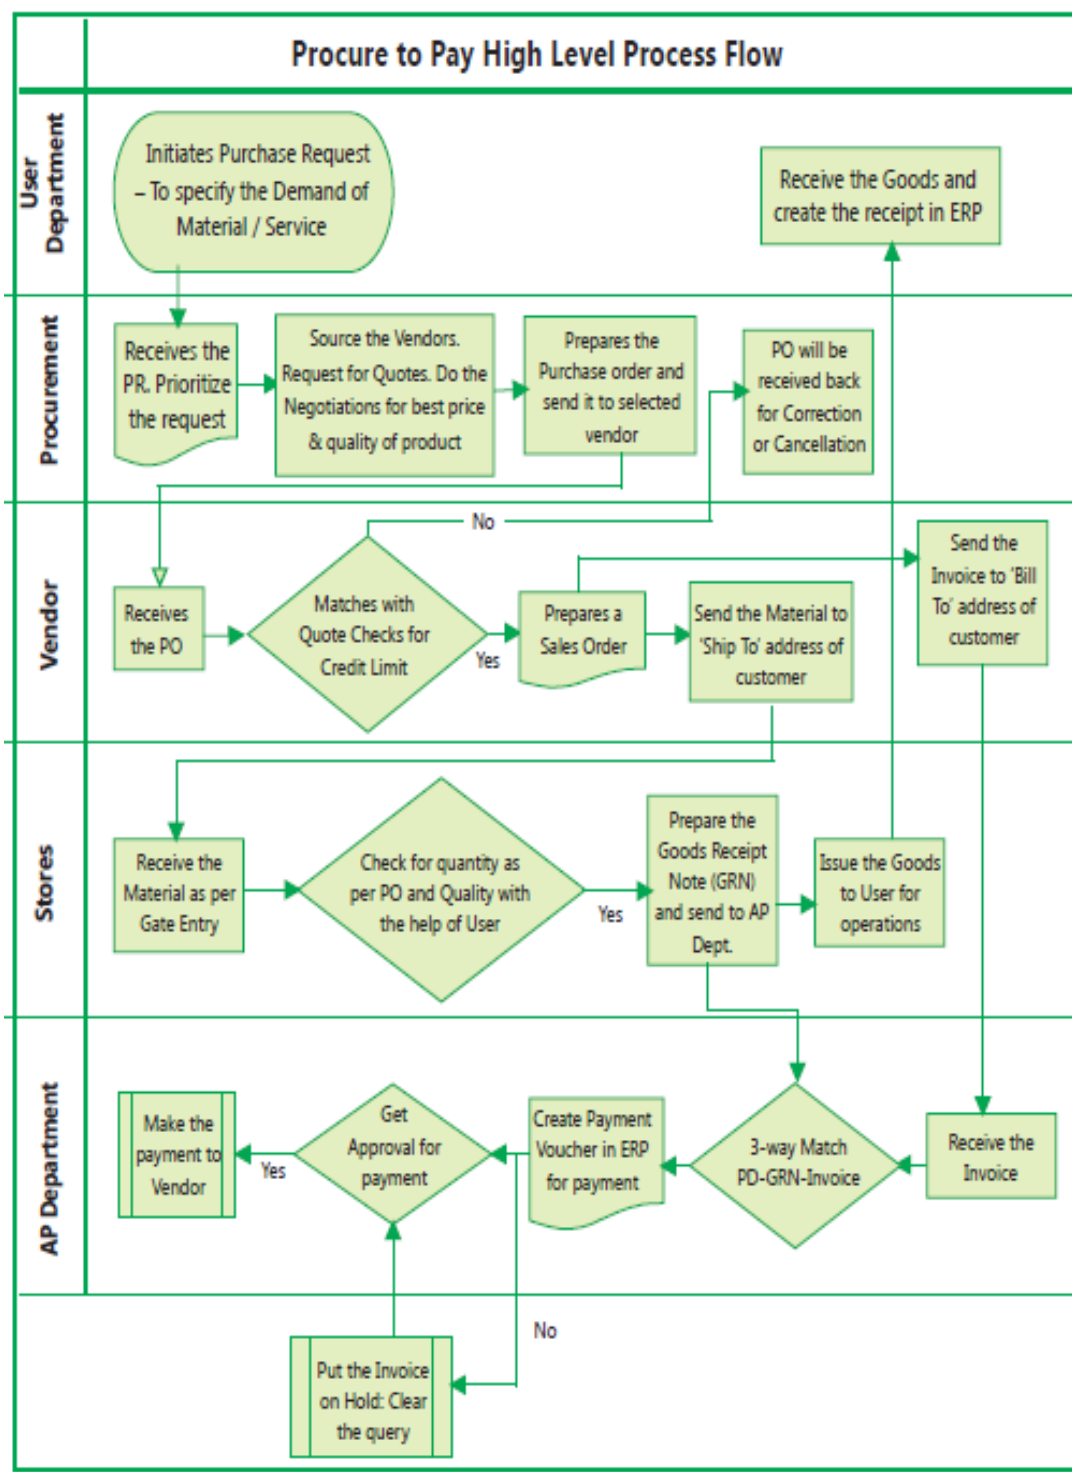 Procure to Pay High Level Process Flow
User
Department
Initiates Purchase Request
– To specify the Demand of
Material / Service
Receive the Goods and
create the receipt in ERP
Procurement
Receives the
PR. Prioritize
the request
Source the Vendors.
Request for Quotes. Do the
Negotiations for best price
& quality of product
Prepares the
Purchase order and
send it to selected
vendor
PO will be
received back
for Correction
or Cancellation
Vendor
No
Receives
the PO
Matches with
Quote Checks for
Credit Limit
Yes
Prepares a
Sales Order
Send the Material to
‘Ship To’ address of
customer
Send the
Invoice to ‘Bill
To’ address of
customer
Stores
Receive the
Material as per
Gate Entry
Check for quantity as
per PO and Quality with
the help of User
Yes
Prepare the
Goods Receipt
Note (GRN)
and send to AP
Dept.
Issue the Goods
to User for
operations
AP Department
Make the
payment to
Vendor
Yes
Get
Approval for
payment
Create Payment
Voucher in ERP
for payment
3-way Match
PD-GRN-Invoice
Receive the
Invoice
No
Put the Invoice
on Hold: Clear
the query